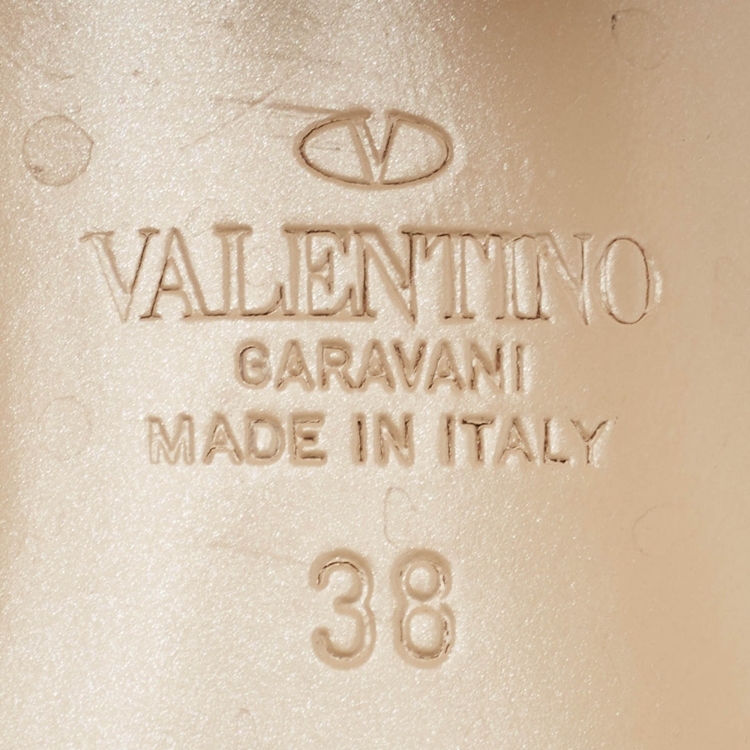 V
VALENTINO
GARAVANI
MADE IN ITALY
38